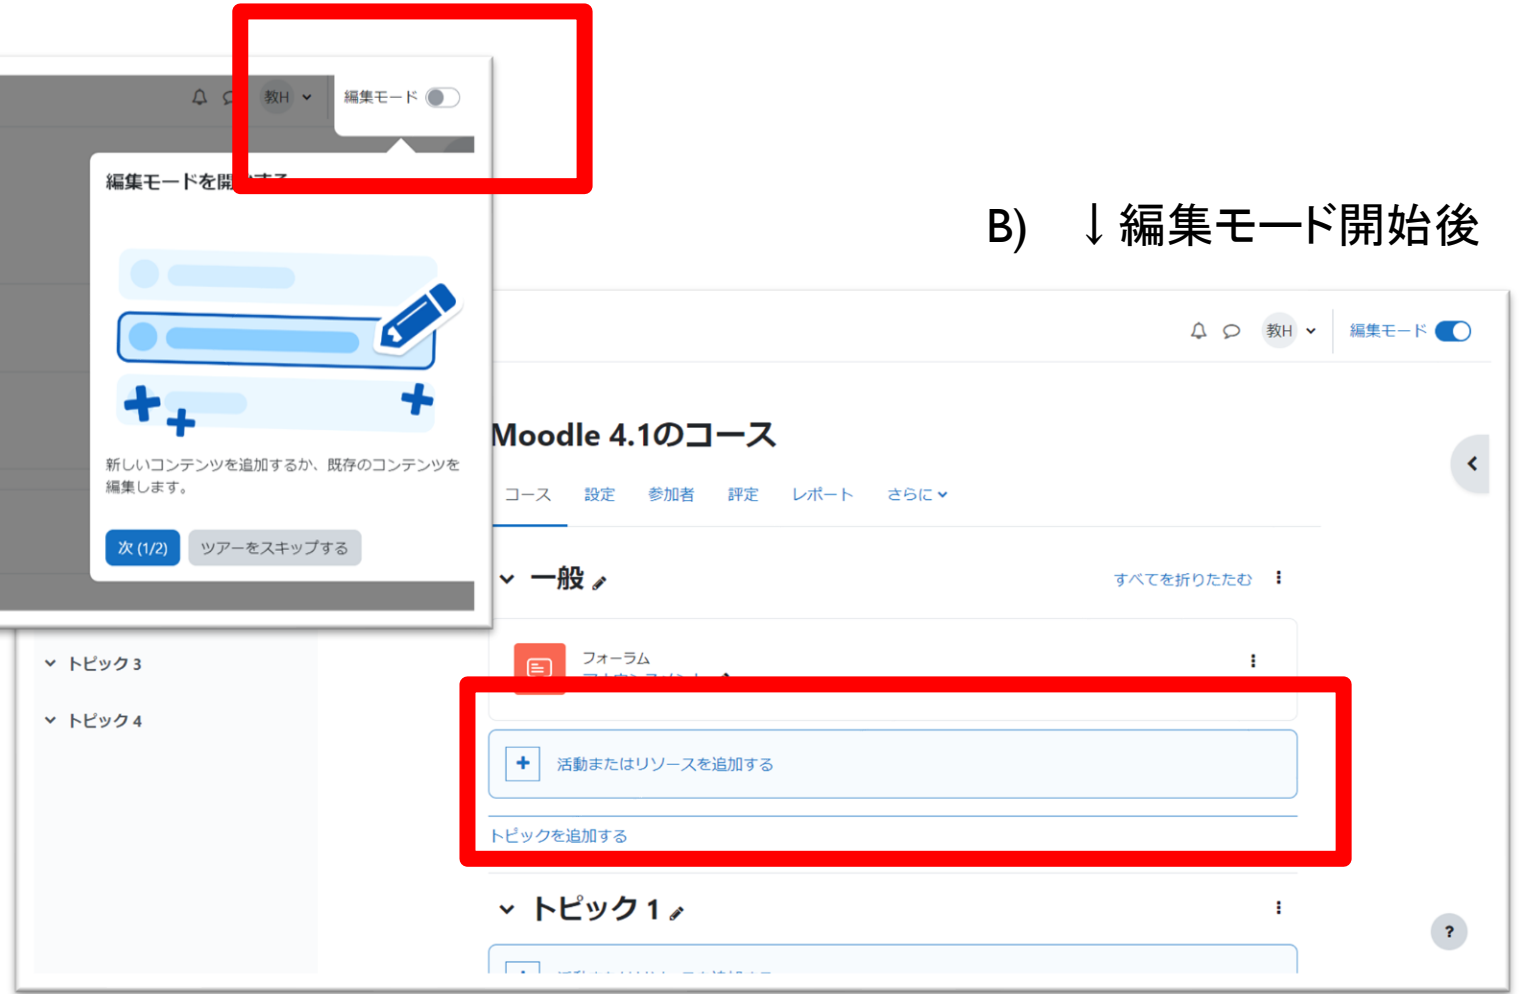 教H
編集モード
編集モードを開
新しいコンテンツを追加するか、既存のコンテンツを
編集します。
次 (1/2)
ツアーをスキップする
B) ↓編集モード開始後
教H
編集モード
Moodle 4.1のコース
コース 設定 参加者 評定 レポート さらに
一般
すべてを折りたたむ
フォーラム
トピック 3
トピック 4
+ 活動またはリソースを追加する
トピックを追加する
トピック 1
?